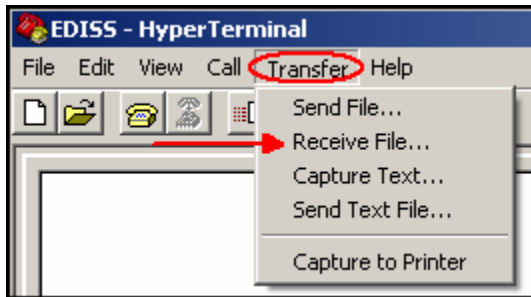 EDISS - HyperTerminal
File Edit View Call Transfer Help
Send File...
Receive File...
Capture Text...
Send Text File...
Capture to Printer